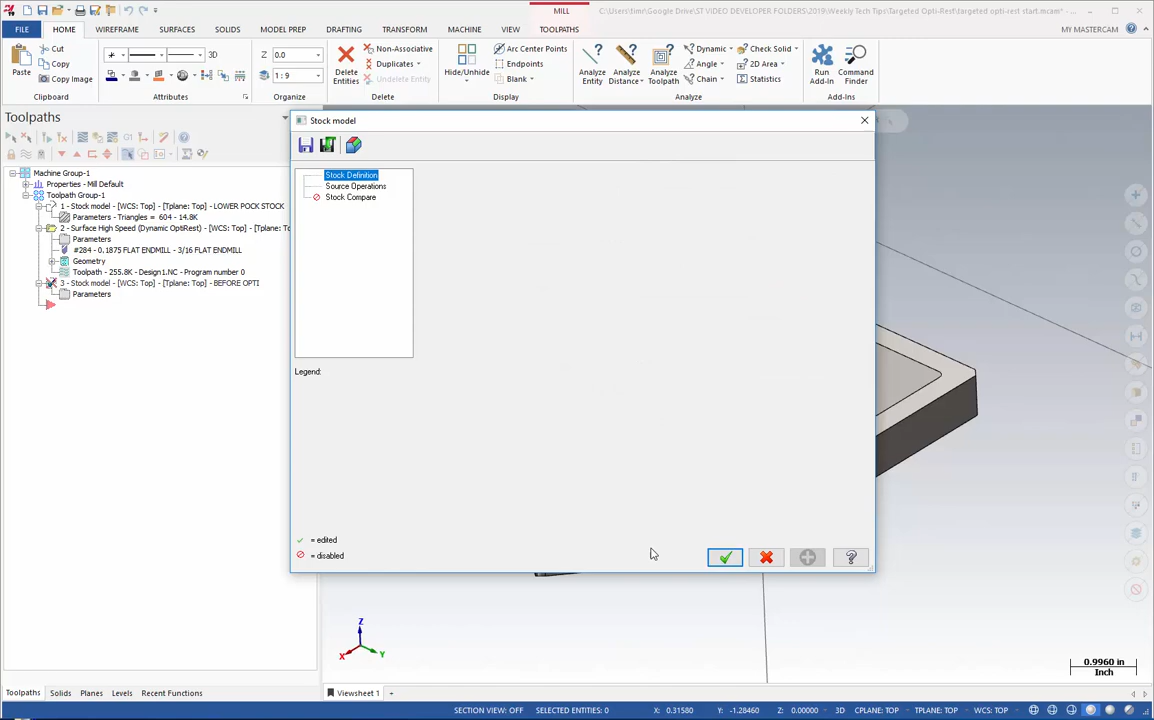 MILL
C:\Users\timr\Google Drive\ST VIDEO DEVELOPER FOLDERS\2019\Weekly Tech Tips\Targeted Opti-Rest\targeted opti-rest start.mcam* -
FILE HOME WIREFRAME SURFACES SOLIDS MODEL PREP DRAFTING TRANSFORM MACHINE VIEW TOOLPATHS MY MASTERCAM
Paste
Cut
Copy
Copy Image
Clipboard
Attributes
Z 0.0
3D
1 : 9
Organize
Delete Entities
Non-Associative
Duplicates
Undelete Entity
Delete
Hide/Unhide
Arc Center Points
Endpoints
Blank
Display
Analyze Entity
Analyze Distance
Analyze Toolpath
Dynamic
Angle
Chain
Check Solid
2D Area
Statistics
Analyze
Run Add-In
Command Finder
Add-Ins
Toolpaths
G1
Machine Group-1
Properties - Mill Default
Toolpath Group-1
1 - Stock model - [WCS: Top] - [Tplane: Top] - LOWER POCK STOCK
Parameters - Triangles = 604 - 14.8K
2 - Surface High Speed (Dynamic OptiRest) - [WCS: Top] - [Tplane: To
Parameters
#284 - 0.1875 FLAT ENDMILL - 3/16 FLAT ENDMILL
Geometry
Toolpath - 255.8K - Design1.NC - Program number 0
3 - Stock model - [WCS: Top] - [Tplane: Top] - BEFORE OPTI
Parameters
Stock model
Stock Definition
Source Operations
Stock Compare
Legend:
= edited
= disabled
Z
X
Y
0.9960 in
Inch
Toolpaths Solids Planes Levels Recent Functions
Viewsheet 1 +
SECTION VIEW: OFF SELECTED ENTITIES: 0 X: 0.31580 Y: -1.28460 Z: 0.00000 3D CPLANE: TOP TPLANE: TOP WCS: TOP